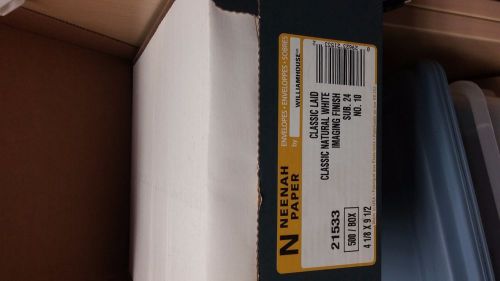 ENVELOPES • ENVELOPPES • SOBRES
by WILLIAMHOUSE
CLASSIC LAID
CLASSIC NATURAL WHITE
IMAGING FINISH
SUB. 24
NO. 10
N NEENAH
PAPER
21533
500 / BOX
4 1/8 X 9 1/2